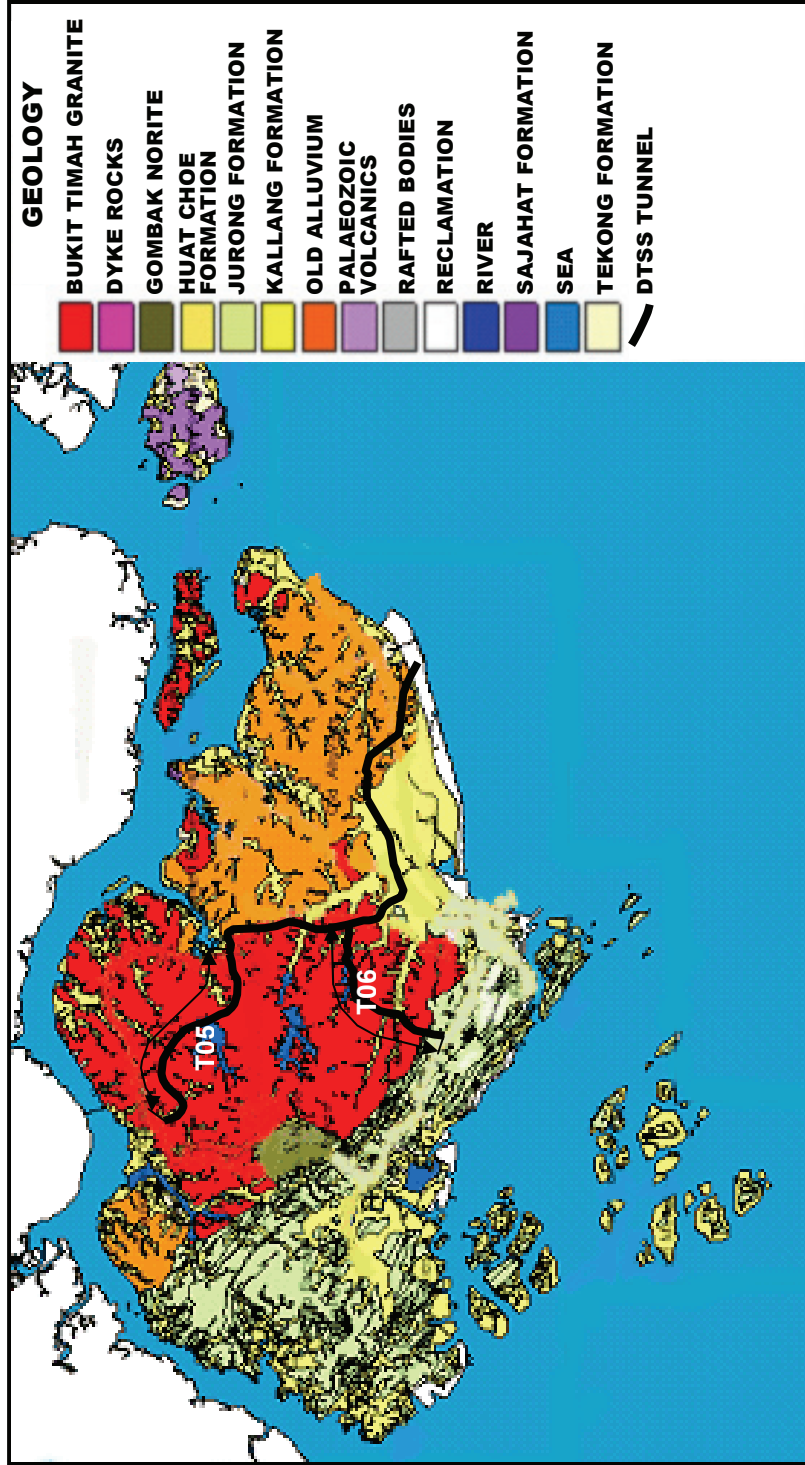 GEOLOGY
BUKIT TIMAH GRANITE
DYKE ROCKS
GOMBAK NORITE
HUAT CHOE
FORMATION
JURONG FORMATION
KALLANG FORMATION
OLD ALLUVIUM
PALAEOZOIC
VOLCANICS
RAFTED BODIES
RECLAMATION
RIVER
SAJAHAT FORMATION
SEA
TEKONG FORMATION
DTSS TUNNEL
T05
T06